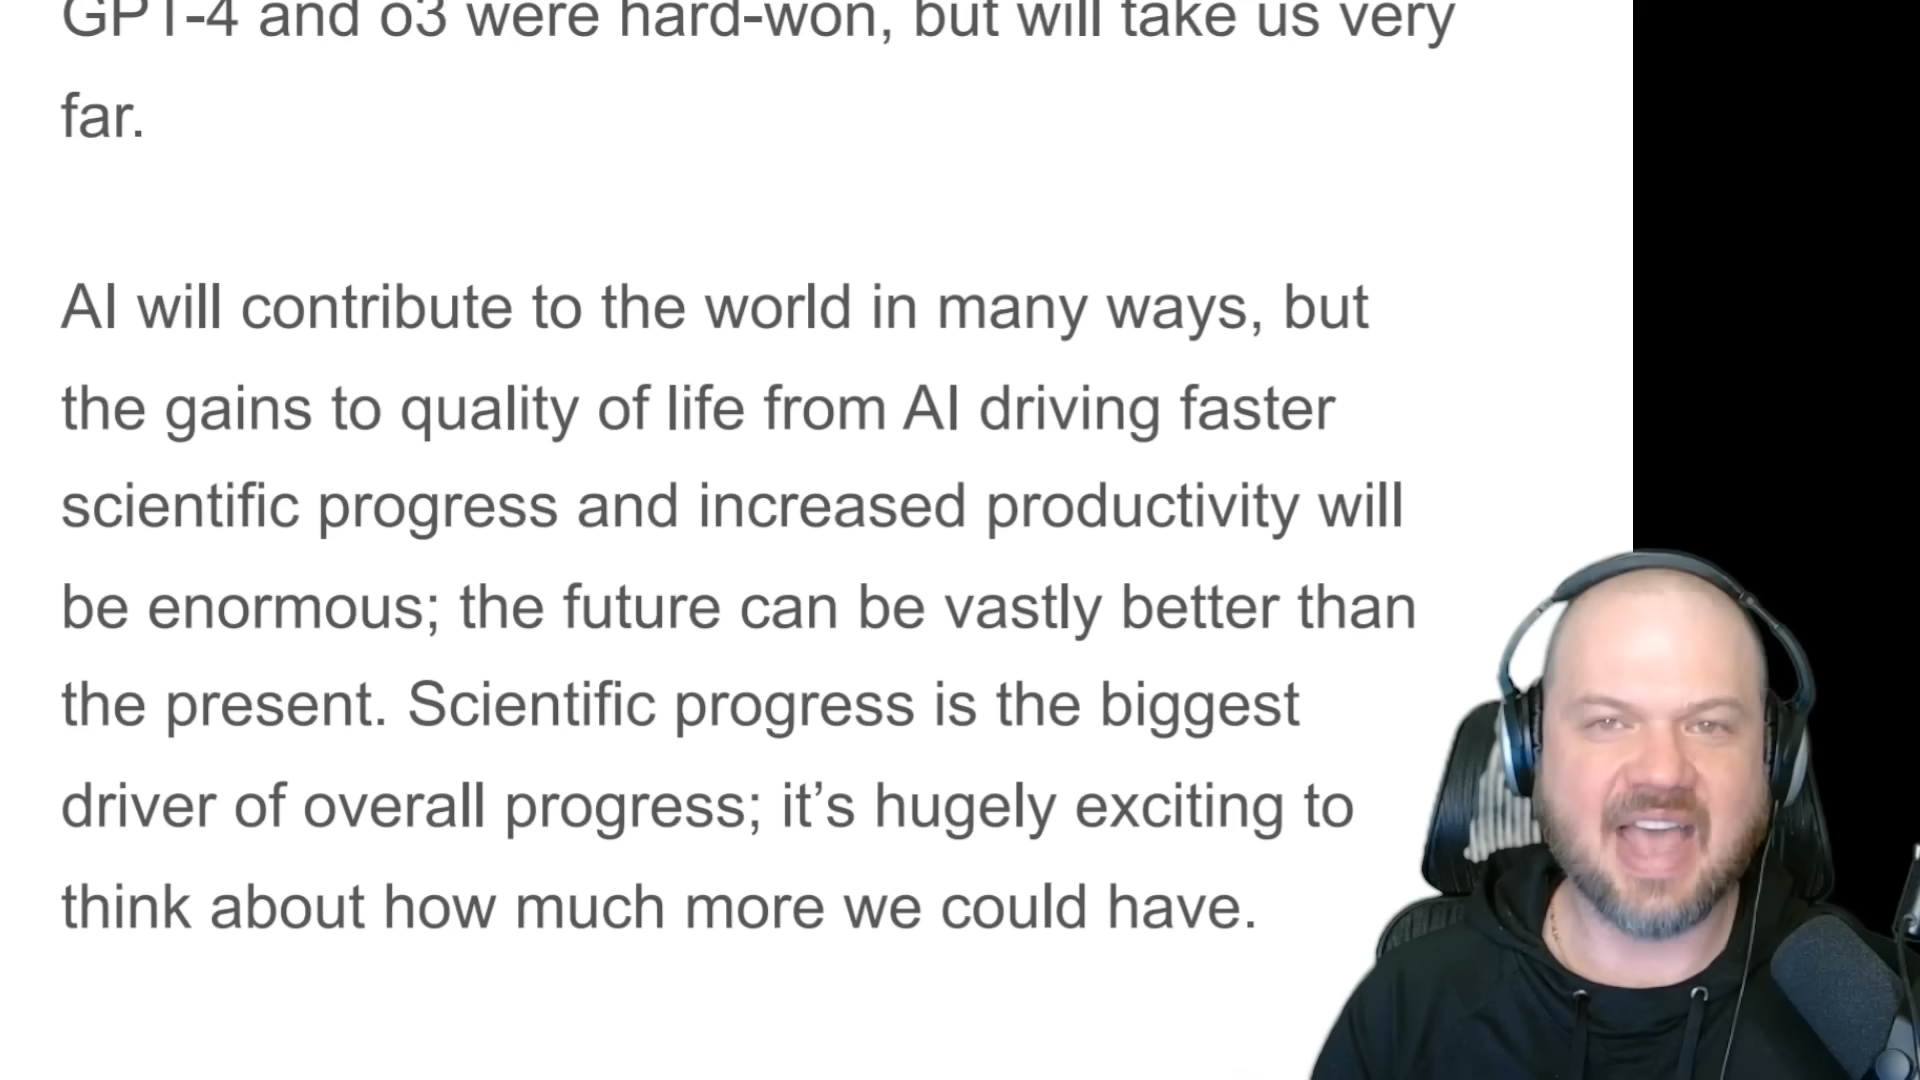 GPT-4 and o3 were hard-won, but will take us very
far.
AI will contribute to the world in many ways, but
the gains to quality of life from AI driving faster
scientific progress and increased productivity will
be enormous; the future can be vastly better than
the present. Scientific progress is the biggest
driver of overall progress; it’s hugely exciting to
think about how much more we could have.